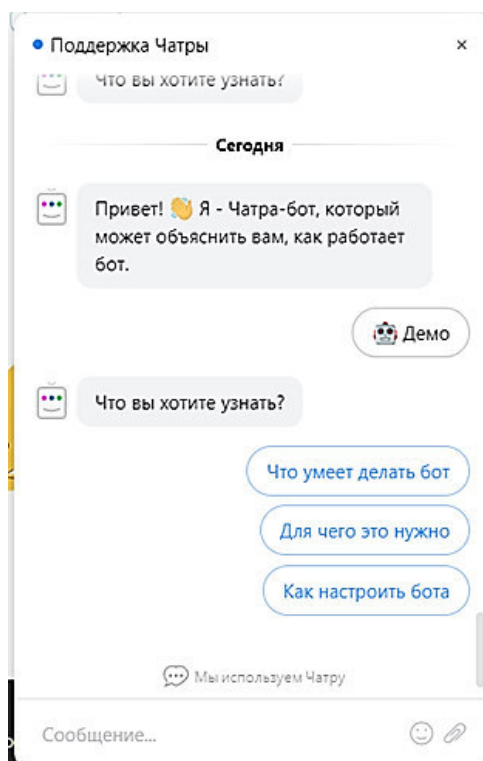 Поддержка Чатры
Что вы хотите узнать?
Сегодня
Привет! 👋 Я - Чатра-бот, который
может объяснить вам, как работает
бот.
🤖 Демо
Что вы хотите узнать?
Что умеет делать бот
Для чего это нужно
Как настроить бота
Мы используем Чатру
Сообщение...